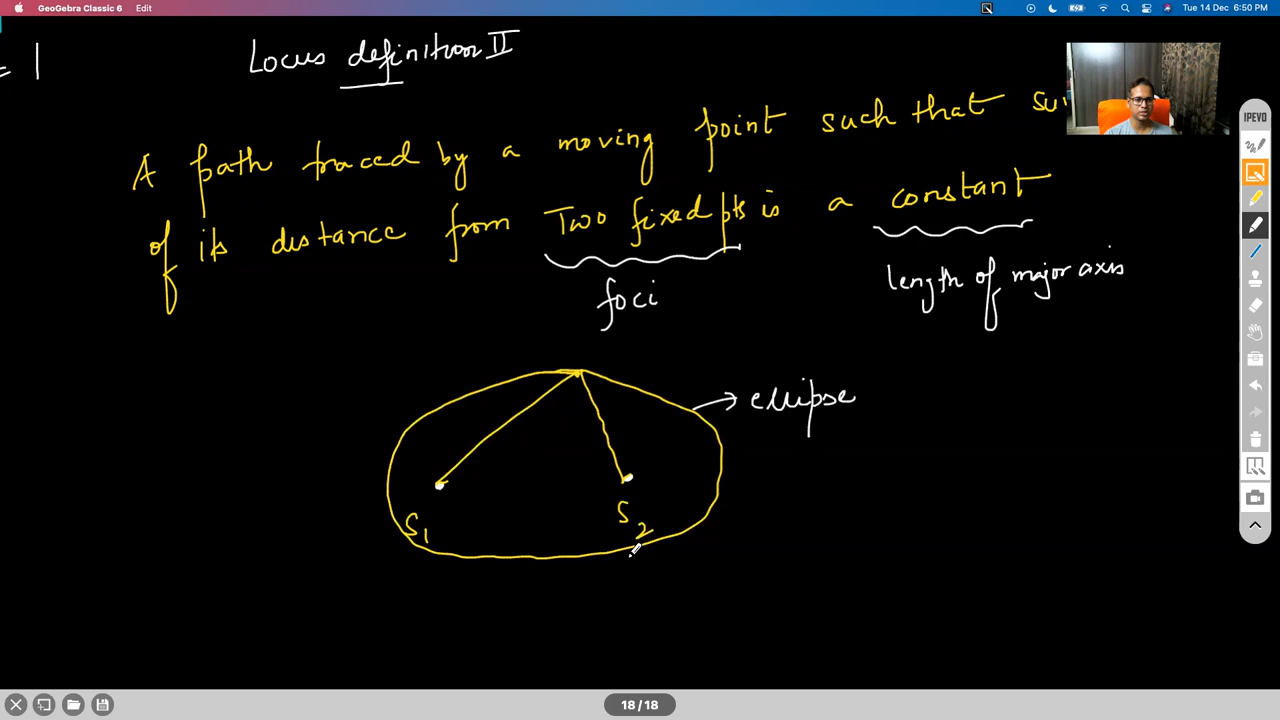 GeoGebra Classic 6 Edit
Tue 14 Dec 6:50 PM
= 1
Locus definition II
A path traced by a moving point such that
of its distance from Two fixed pts is a constant
foci
length of major axis
IPEVO
ellipse
S1
S2
18 / 18